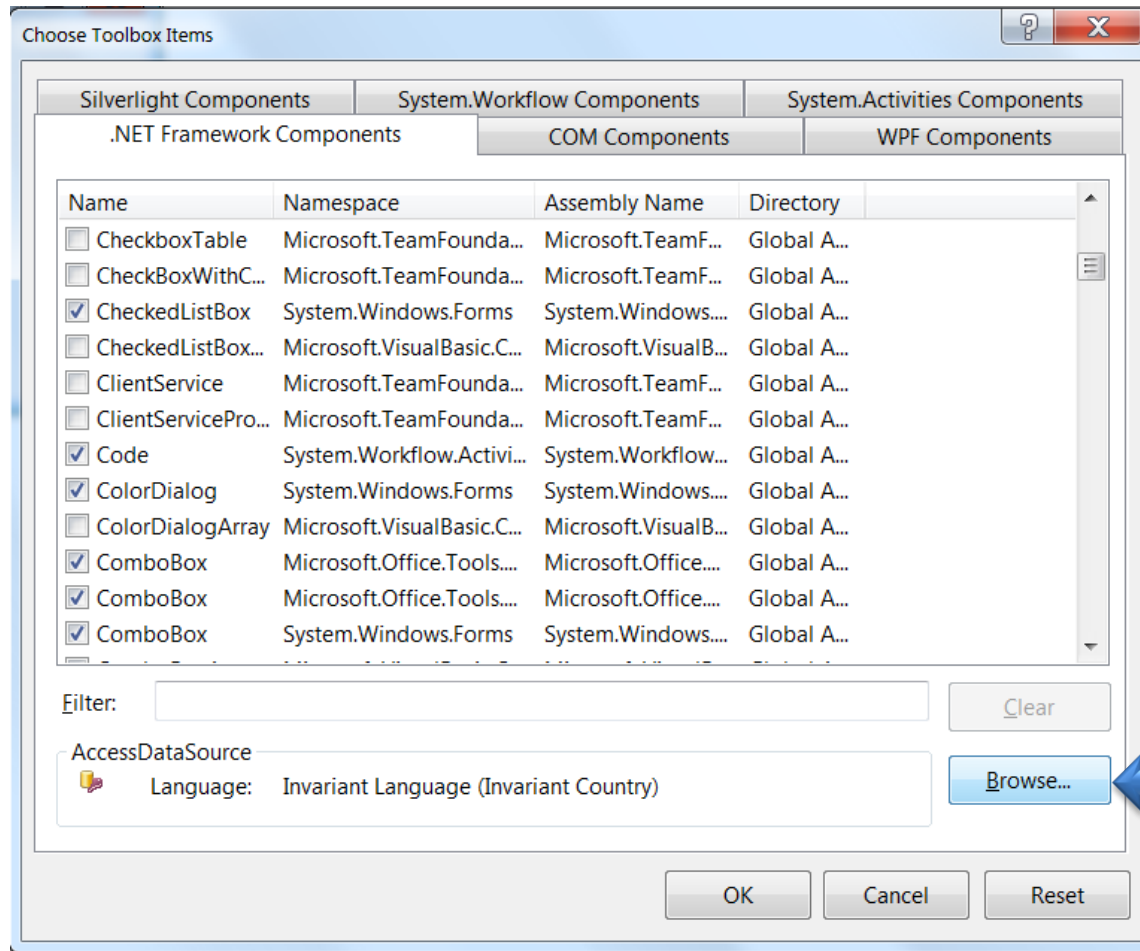 Choose Toolbox Items
Silverlight Components System.Workflow Components System.Activities Components
.NET Framework Components COM Components WPF Components
Name Namespace Assembly Name Directory
CheckboxTable Microsoft.TeamFounda... Microsoft.TeamF... Global A...
CheckBoxWithC... Microsoft.TeamFounda... Microsoft.TeamF... Global A...
CheckedListBox System.Windows.Forms System.Windows.... Global A...
CheckedListBox... Microsoft.VisualBasic.C... Microsoft.VisualB... Global A...
ClientService Microsoft.TeamFounda... Microsoft.TeamF... Global A...
ClientServicePro... Microsoft.TeamFounda... Microsoft.TeamF... Global A...
Code System.Workflow.Activi... System.Workflow... Global A...
ColorDialog System.Windows.Forms System.Windows.... Global A...
ColorDialogArray Microsoft.VisualBasic.C... Microsoft.VisualB... Global A...
ComboBox Microsoft.Office.Tools.... Microsoft.Office.... Global A...
ComboBox Microsoft.Office.Tools.... Microsoft.Office.... Global A...
ComboBox System.Windows.Forms System.Windows.... Global A...
Filter: Clear
AccessDataSource
Language: Invariant Language (Invariant Country) Browse...
OK Cancel Reset